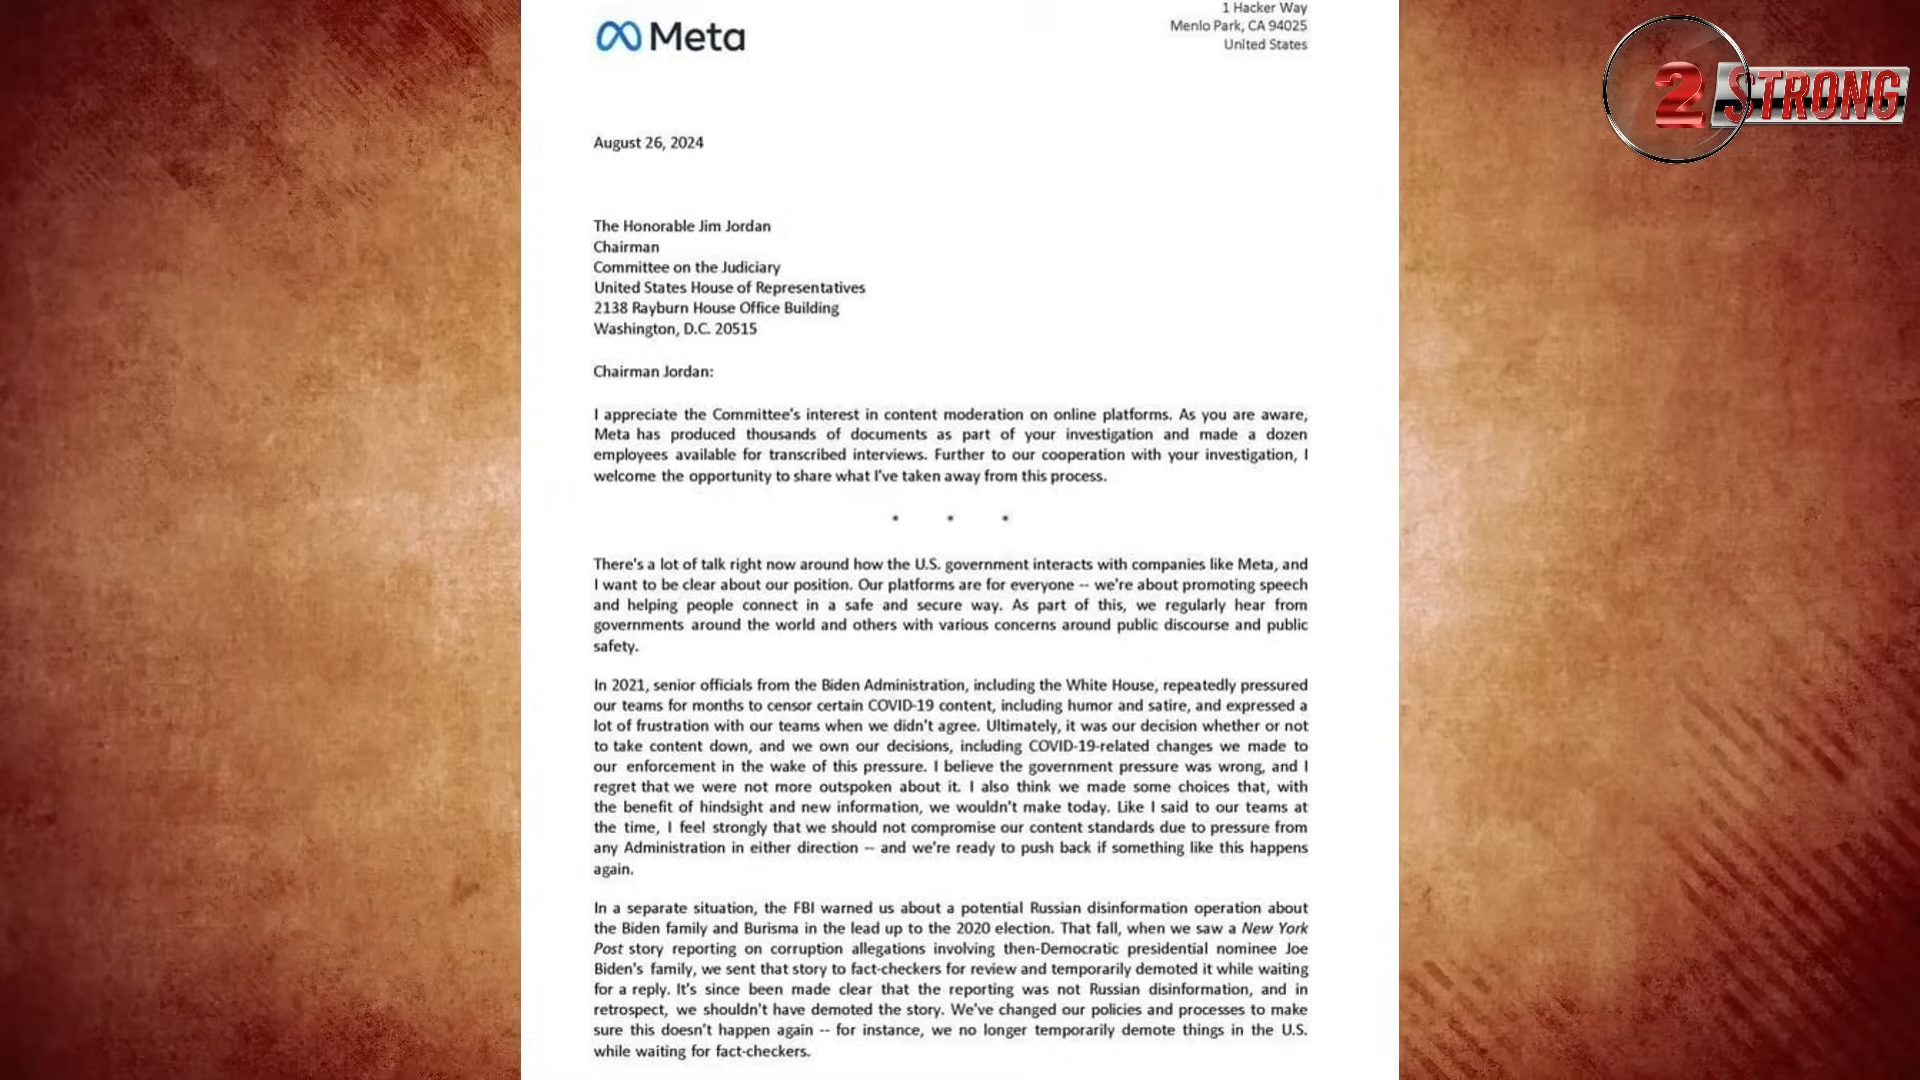 1 Hacker Way
Menlo Park, CA 94025
United States
Meta
2 STRONG
August 26, 2024
The Honorable Jim Jordan
Chairman
Committee on the Judiciary
United States House of Representatives
2138 Rayburn House Office Building
Washington, D.C. 20515
Chairman Jordan:
I appreciate the Committee's interest in content moderation on online platforms. As you are aware,
Meta has produced thousands of documents as part of your investigation and made a dozen
employees available for transcribed interviews. Further to our cooperation with your investigation, I
welcome the opportunity to share what I've taken away from this process.
* * *
There's a lot of talk right now around how the U.S. government interacts with companies like Meta, and
I want to be clear about our position. Our platforms are for everyone -- we're about promoting speech
and helping people connect in a safe and secure way. As part of this, we regularly hear from
governments around the world and others with various concerns around public discourse and public
safety.
In 2021, senior officials from the Biden Administration, including the White House, repeatedly pressured
our teams for months to censor certain COVID-19 content, including humor and satire, and expressed a
lot of frustration with our teams when we didn't agree. Ultimately, it was our decision whether or not
to take content down, and we own our decisions, including COVID-19-related changes we made to
our enforcement in the wake of this pressure. I believe the government pressure was wrong, and I
regret that we were not more outspoken about it. I also think we made some choices that, with
the benefit of hindsight and new information, we wouldn't make today. Like I said to our teams at
the time, I feel strongly that we should not compromise our content standards due to pressure from
any Administration in either direction -- and we're ready to push back if something like this happens
again.
In a separate situation, the FBI warned us about a potential Russian disinformation operation about
the Biden family and Burisma in the lead up to the 2020 election. That fall, when we saw a New York
Post story reporting on corruption allegations involving then-Democratic presidential nominee Joe
Biden's family, we sent that story to fact-checkers for review and temporarily demoted it while waiting
for a reply. It's since been made clear that the reporting was not Russian disinformation, and in
retrospect, we shouldn't have demoted the story. We've changed our policies and processes to make
sure this doesn't happen again -- for instance, we no longer temporarily demote things in the U.S.
while waiting for fact-checkers.